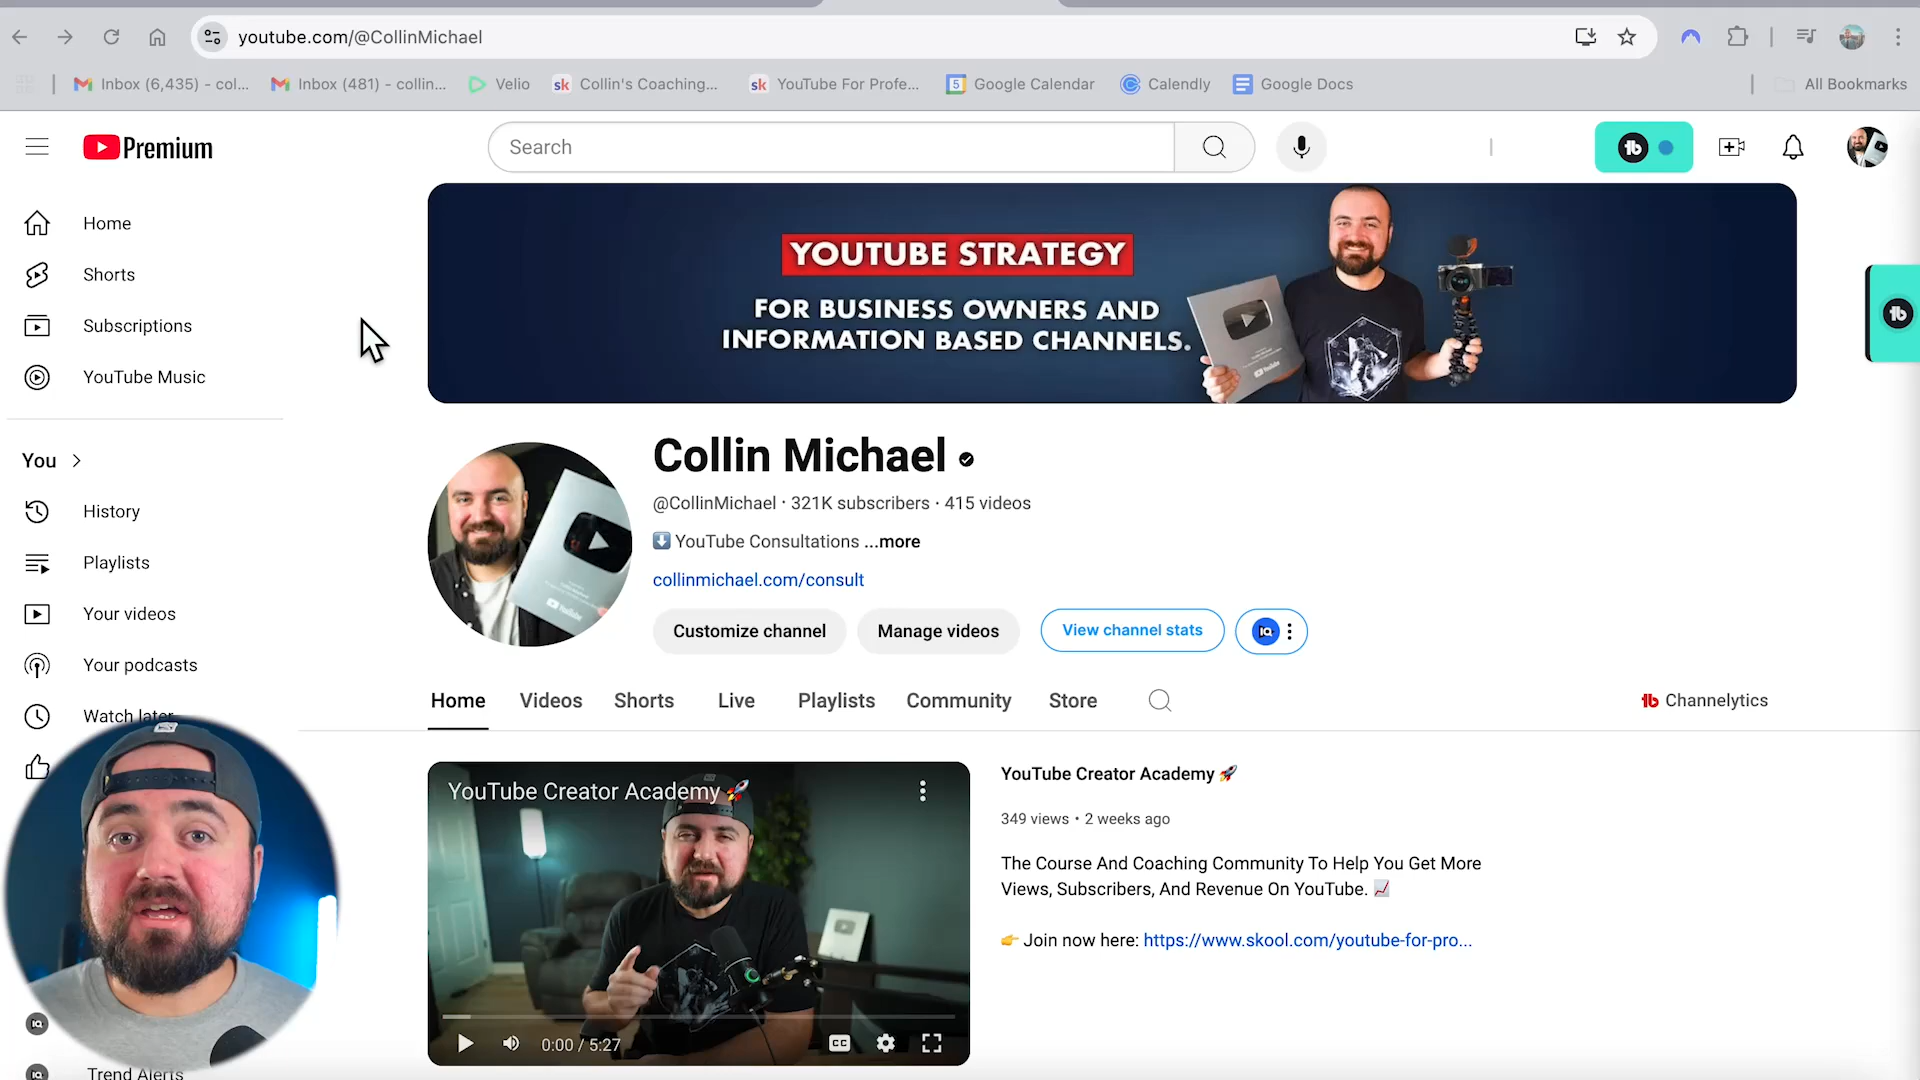 youtube.com/@CollinMichael
Inbox (6,435) - col...
Inbox (481) - collin...
Velio
sk Collin's Coaching...
sk YouTube For Profe...
5 Google Calendar
Calendly
Google Docs
All Bookmarks
Premium
Search
Home
Shorts
Subscriptions
YouTube Music
You
History
Playlists
Your videos
Your podcasts
Watch later
Trend Alerts
YOUTUBE STRATEGY
FOR BUSINESS OWNERS AND
INFORMATION BASED CHANNELS.
Collin Michael
@CollinMichael · 321K subscribers · 415 videos
YouTube Consultations ...more
collinmichael.com/consult
Customize channel
Manage videos
View channel stats
IQ
Home
Videos
Shorts
Live
Playlists
Community
Store
Channelytics
YouTube Creator Academy 🚀
0:00 / 5:27
CC
YouTube Creator Academy 🚀
349 views • 2 weeks ago
The Course And Coaching Community To Help You Get More
Views, Subscribers, And Revenue On YouTube. 📈
👉 Join now here: https://www.skool.com/youtube-for-pro...